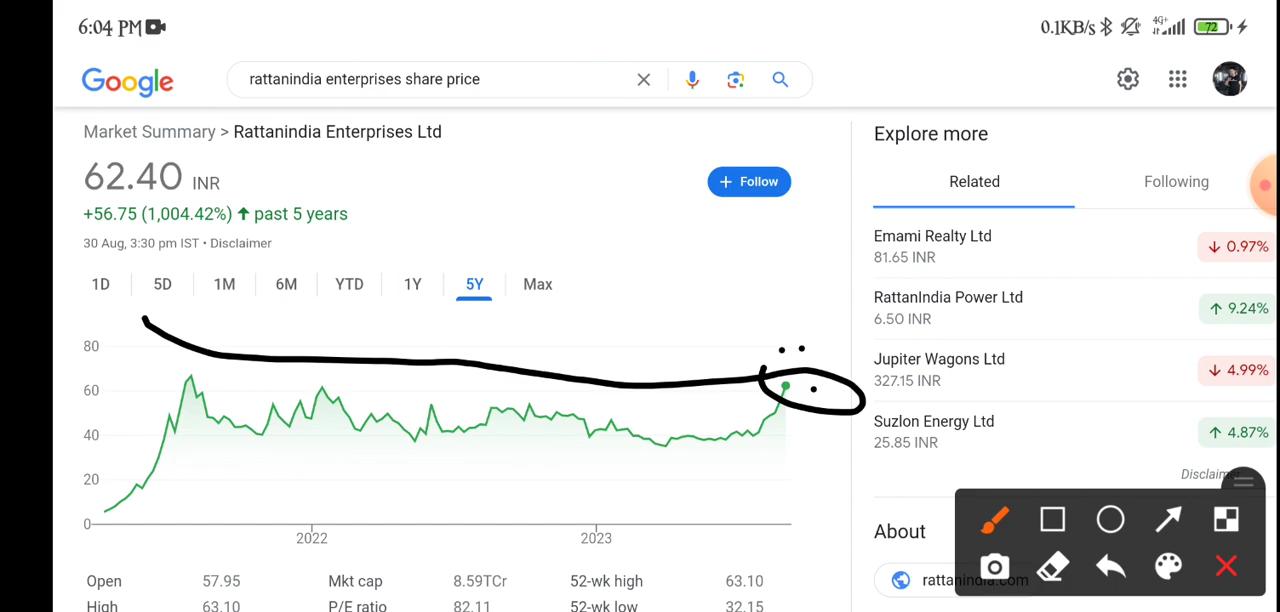 6:04 PM
0.1KB/s 4G+ 72
Google
rattanindia enterprises share price
Market Summary > Rattanindia Enterprises Ltd
62.40 INR
+ Follow
+56.75 (1,004.42%) ↑ past 5 years
30 Aug, 3:30 pm IST • Disclaimer
1D 5D 1M 6M YTD 1Y 5Y Max
80
60
40
20
0
2022 2023
Open 57.95 Mkt cap 8.59TCr 52-wk high 63.10
High 63.10 P/E ratio 82.11 52-wk low 32.15
Explore more
Related Following
Emami Realty Ltd
81.65 INR ↓ 0.97%
RattanIndia Power Ltd
6.50 INR ↑ 9.24%
Jupiter Wagons Ltd
327.15 INR ↓ 4.99%
Suzlon Energy Ltd
25.85 INR ↑ 4.87%
Disclaimer
About
rattanindia.com